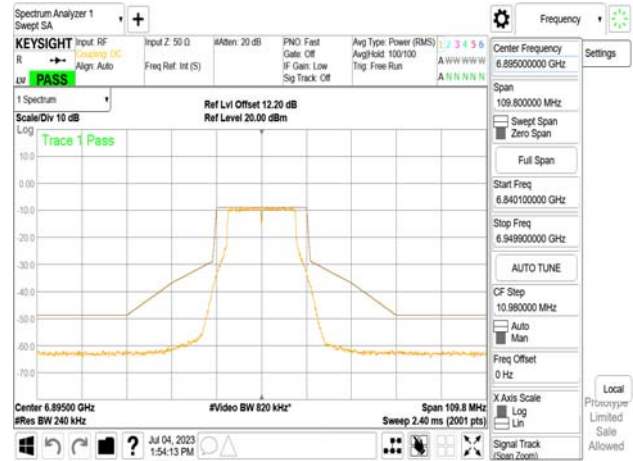 Spectrum Analyzer 1
Swept SA
+
Frequency
KEYSIGHT
R
LV PASS
Input: RF
Coupling: DC
Align: Auto
Input Z: 50 Ω
Freq Ref: Int (S)
#Atten: 20 dB
PNO: Fast
Gate: Off
IF Gain: Low
Sig Track: Off
Avg Type: Power (RMS)
Avg|Hold: 100/100
Trig: Free Run
1 2 3 4 5 6
A W W W W W
A N N N N N
Center Frequency
6.895000000 GHz
Settings
Span
109.800000 MHz
Swept Span
Zero Span
Full Span
Start Freq
6.840100000 GHz
Stop Freq
6.949900000 GHz
AUTO TUNE
CF Step
10.980000 MHz
Auto
Man
Freq Offset
0 Hz
X Axis Scale
Log
Lin
Signal Track
(Span Zoom)
Local
Prototype
Limited
Sale
Allowed
1 Spectrum
Scale/Div 10 dB
Ref Lvl Offset 12.20 dB
Ref Level 20.00 dBm
Log
Trace 1 Pass
10.0
0.00
-10.0
-20.0
-30.0
-40.0
-50.0
-60.0
-70.0
Center 6.89500 GHz
#Res BW 240 kHz
#Video BW 820 kHz*
Span 109.8 MHz
Sweep 2.40 ms (2001 pts)
?
Jul 04, 2023
1:54:13 PM